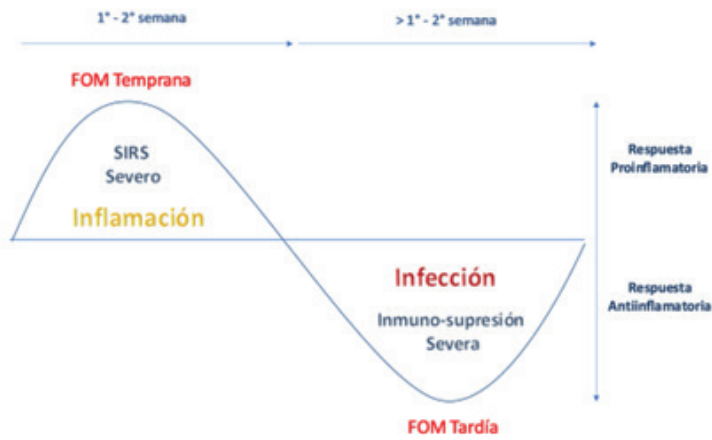 1° - 2° semana
> 1° - 2° semana
FOM Temprana
SIRS
Severo
Inflamación
Respuesta
Proinflamatoria
Infección
Inmuno-supresión
Severa
Respuesta
Antiinflamatoria
FOM Tardía